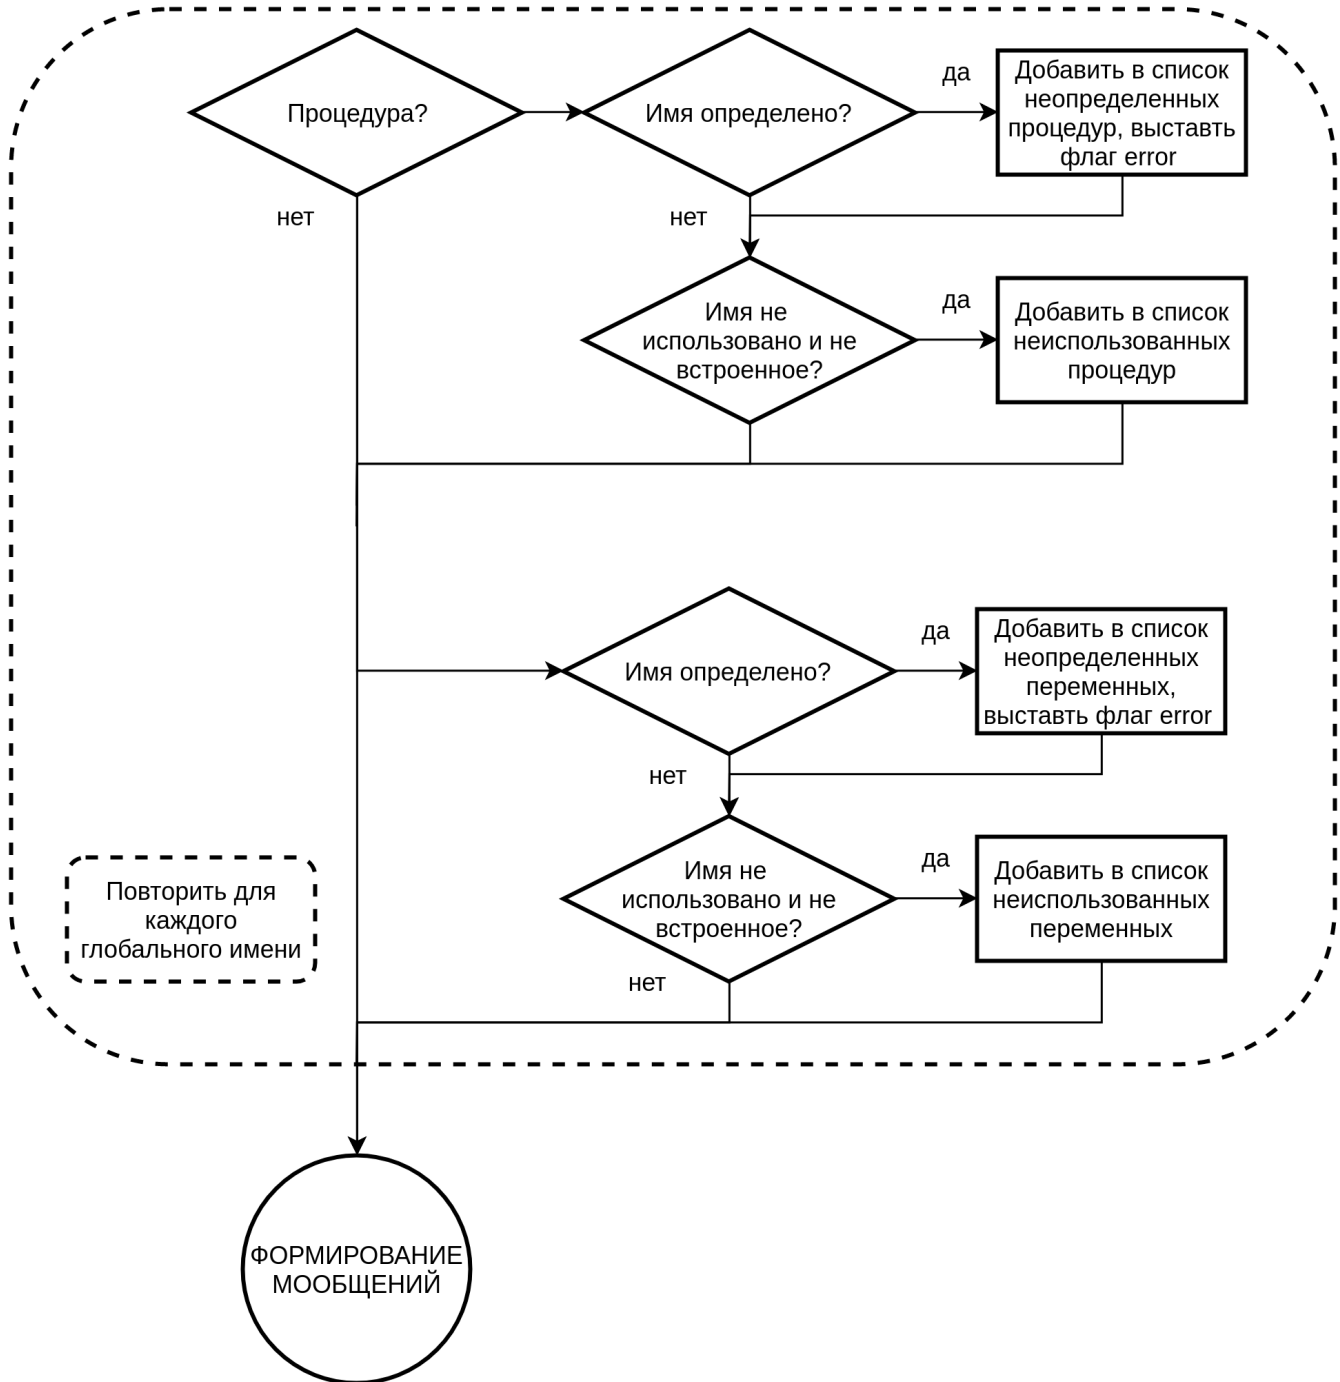 Процедура?
нет
Имя определено?
да
Добавить в список
неопределенных
процедур, выставть
флаг error
нет
Имя не
использовано и не
встроенное?
да
Добавить в список
неиспользованных
процедур
Имя определено?
да
Добавить в список
неопределенных
переменных,
выставть флаг error
нет
Имя не
использовано и не
встроенное?
да
Добавить в список
неиспользованных
переменных
нет
Повторить для
каждого
глобального имени
ФОРМИРОВАНИЕ
МООБЩЕНИЙ